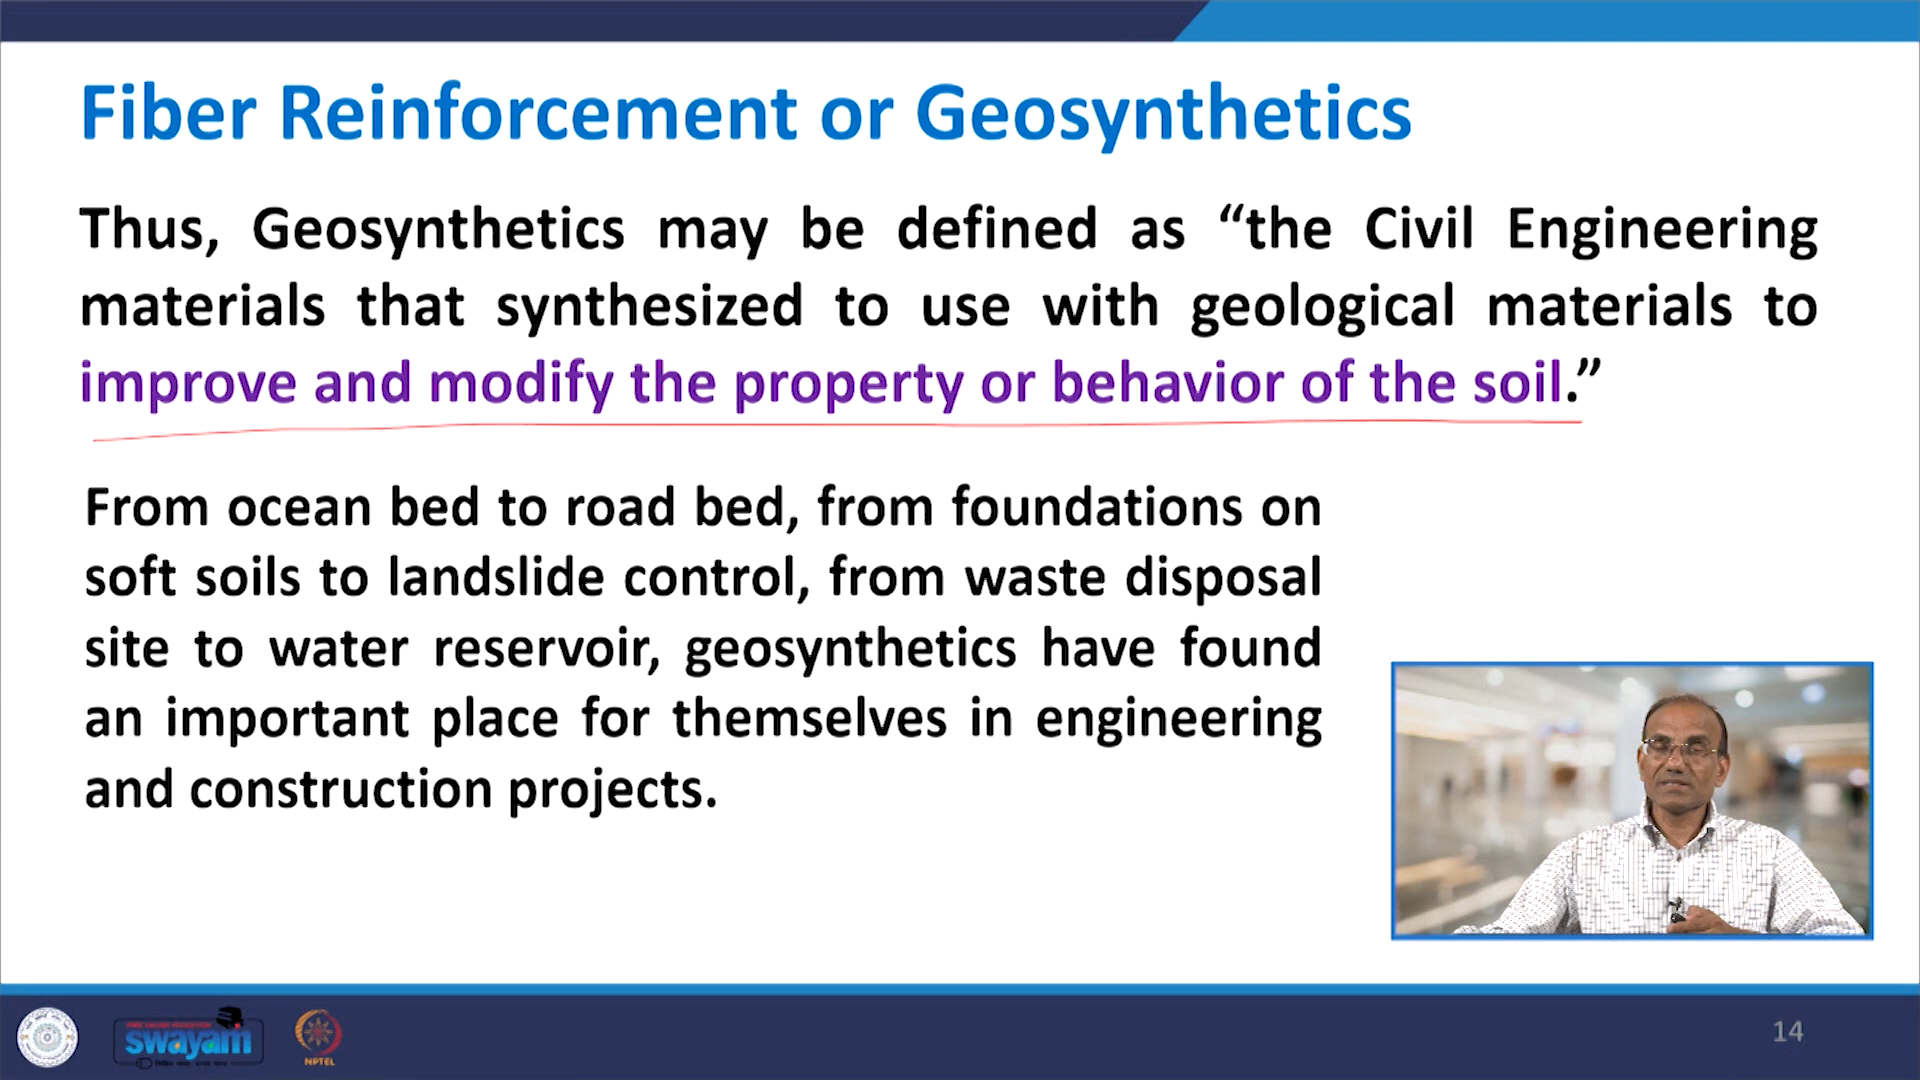 Fiber Reinforcement or Geosynthetics
Thus, Geosynthetics may be defined as “the Civil Engineering
materials that synthesized to use with geological materials to
improve and modify the property or behavior of the soil.”
From ocean bed to road bed, from foundations on
soft soils to landslide control, from waste disposal
site to water reservoir, geosynthetics have found
an important place for themselves in engineering
and construction projects.
swayam
NPTEL
14